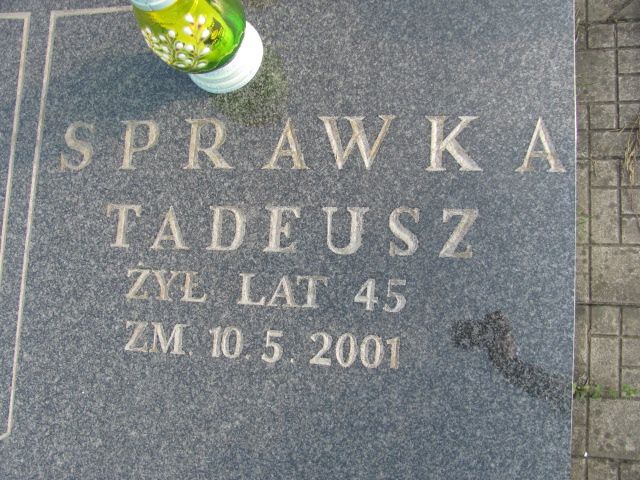 SPRAWKA
TADEUSZ
ŻYŁ LAT 45
ZM. 10.5.2001